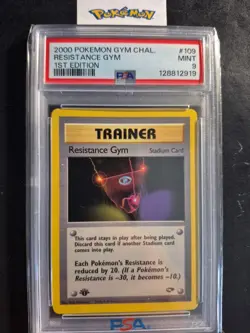 Pokémon
2000 POKEMON GYM CHAL. #109
RESISTANCE GYM MINT
1ST EDITION 9
PSA 128812919
TRAINER
Resistance Gym Stadium Card
This card stays in play after being played.
Discard this if another Stadium card
comes into play.
Each Pokémon's Resistance is
reduced by 20. (If a Pokémon's
Resistance is -30, it becomes -10.)
PSA